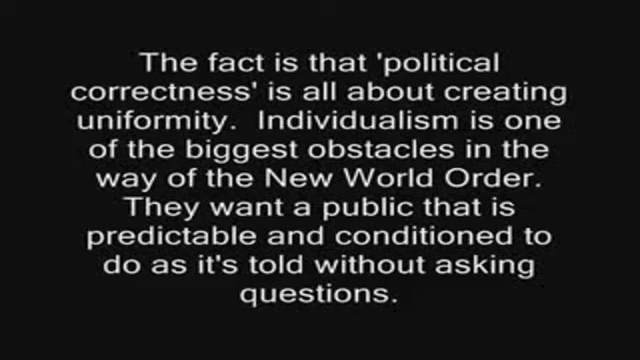 The fact is that 'political
correctness' is all about creating
uniformity.  Individualism is one
of the biggest obstacles in the
way of the New World Order.
They want a public that is
predictable and conditioned to
do as it's told without asking
questions.